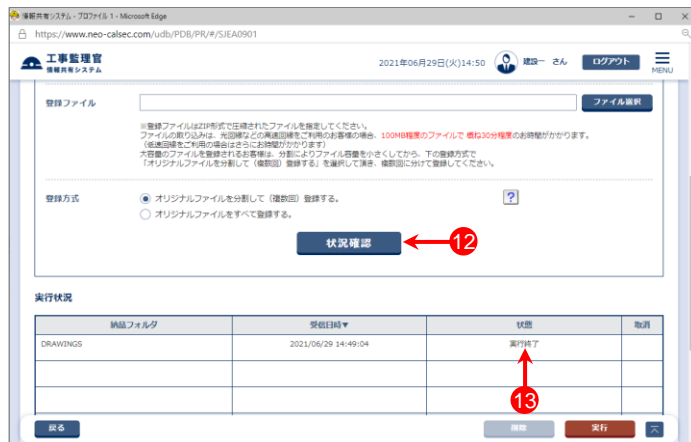 情報共有システム - プロファイル 1 - Microsoft Edge
https://www.neo-calsec.com/udb/PDB/PR/#/SJEA0901
工事監理官
情報共有システム
2021年06月29日(火)14:50 建設一 さん ログアウト MENU
登録ファイル ファイル選択
※登録ファイルはZIP形式で圧縮されたファイルを指定してください。
ファイルの取り込みは、光回線などの高速回線をご利用のお客様の場合、100MB程度のファイルで 概ね30分程度のお時間がかかります。
(低速回線をご利用の場合はさらにお時間がかかります)
大容量のファイルを登録されるお客様は、分割によりファイル容量を小さくしてから、下の登録方式で
「オリジナルファイルを分割して(複数回)登録する」を選択して頂き、複数回に分けて登録してください。
登録方式 オリジナルファイルを分割して(複数回)登録する。 ?
オリジナルファイルをすべて登録する。
状況確認 12
実行状況
納品フォルダ 受信日時▼ 状態 取消
DRAWINGS 2021/06/29 14:49:04 実行終了
13
戻る 削除 実行